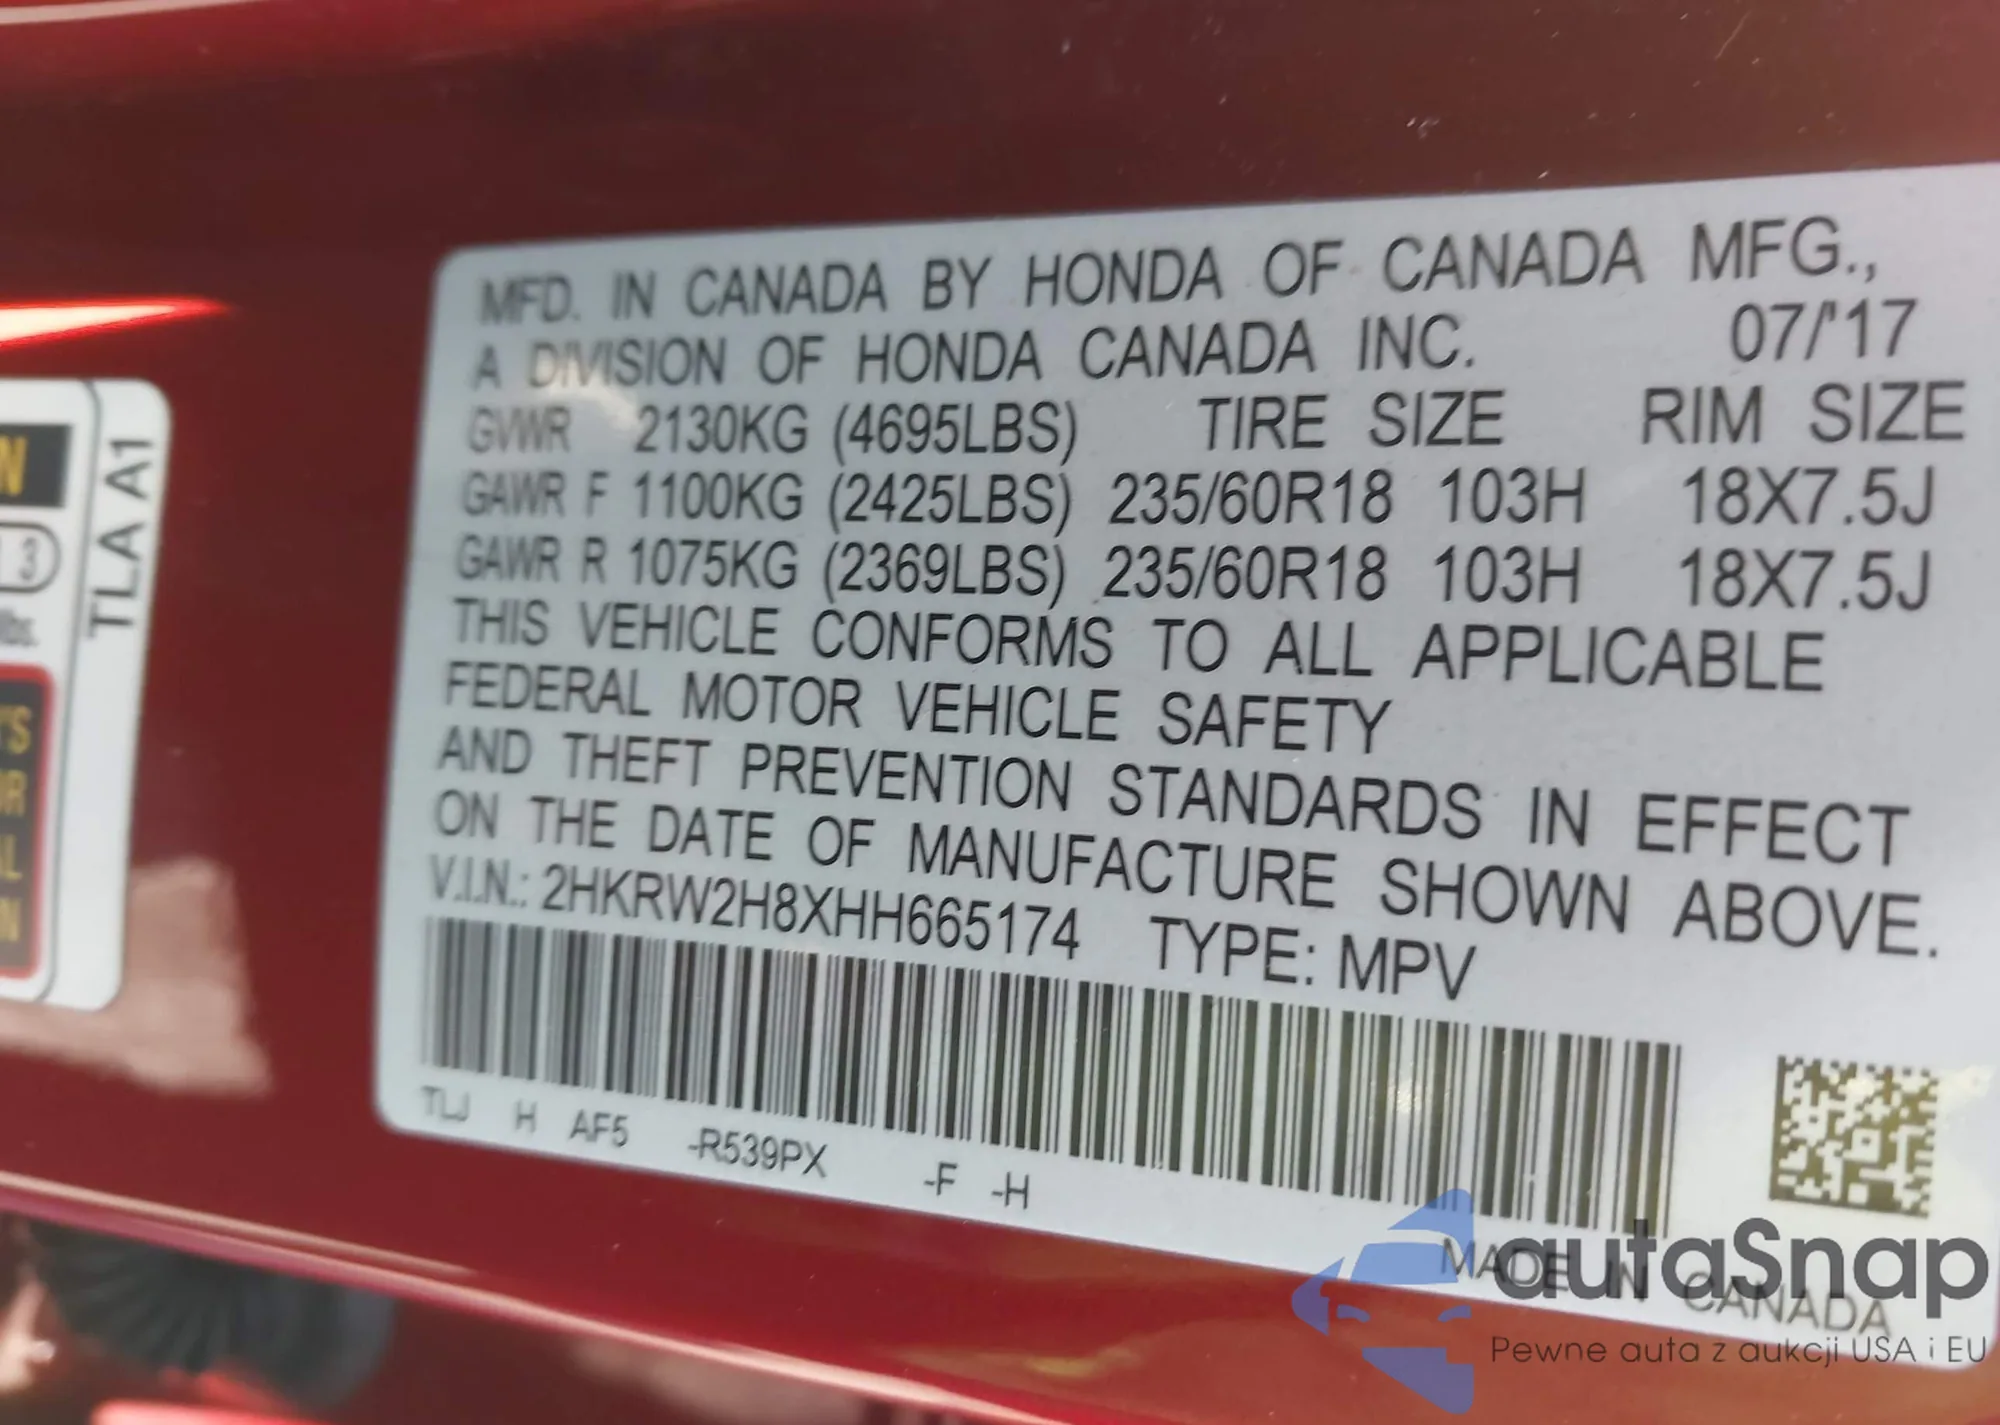 MFD. IN CANADA BY HONDA OF CANADA MFG.,
A DIVISION OF HONDA CANADA INC. 07/'17
GVWR 2130KG (4695LBS) TIRE SIZE RIM SIZE
GAWR F 1100KG (2425LBS) 235/60R18 103H 18X7.5J
GAWR R 1075KG (2369LBS) 235/60R18 103H 18X7.5J
THIS VEHICLE CONFORMS TO ALL APPLICABLE
FEDERAL MOTOR VEHICLE SAFETY
AND THEFT PREVENTION STANDARDS IN EFFECT
ON THE DATE OF MANUFACTURE SHOWN ABOVE.
V.I.N.: 2HKRW2H8XHH665174 TYPE: MPV
TLJ H AF5 -R539PX -F -H
MADE IN CANADA
TLA A1
3
lbs.
autaSnap
Pewne auta z aukcji USA i EU